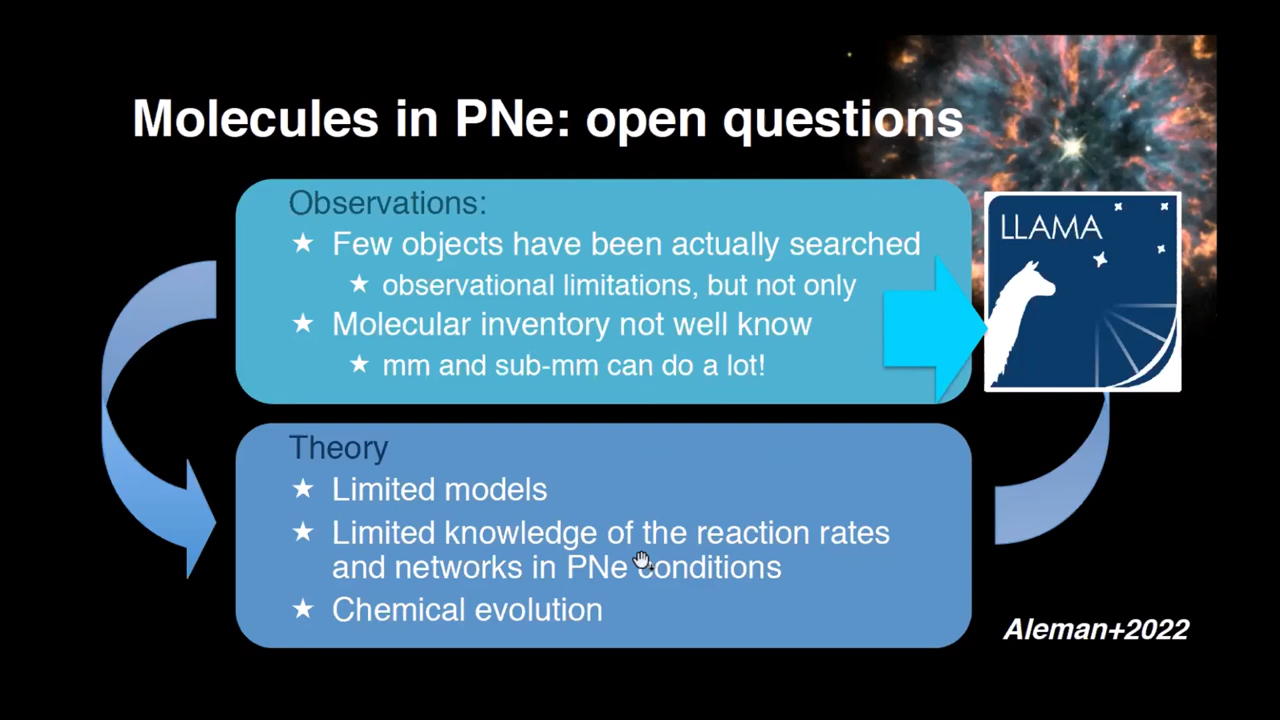 Molecules in PNe: open questions
Observations:
★ Few objects have been actually searched
★ observational limitations, but not only
★ Molecular inventory not well know
★ mm and sub-mm can do a lot!
LLAMA
Theory
★ Limited models
★ Limited knowledge of the reaction rates
and networks in PNe conditions
★ Chemical evolution
Aleman+2022